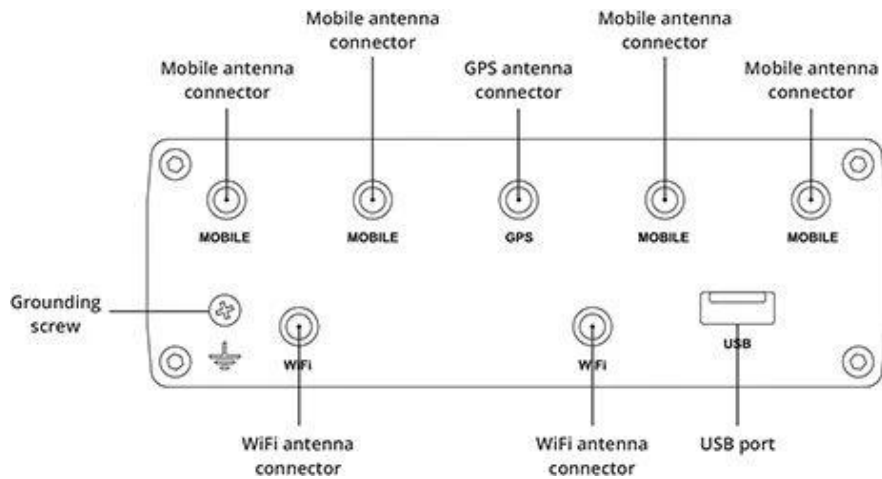 Mobile antenna
connector
Mobile antenna
connector
Mobile antenna
connector
GPS antenna
connector
Mobile antenna
connector
MOBILE
MOBILE
GPS
MOBILE
MOBILE
Grounding
screw
WiFi
WiFi
USB
WiFi antenna
connector
WiFi antenna
connector
USB port